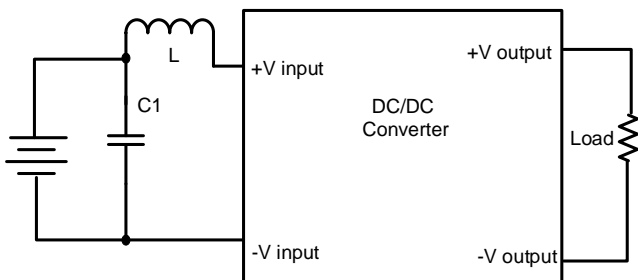 L
+V input
+V output
C1
DC/DC
Converter
Load
-V input
-V output